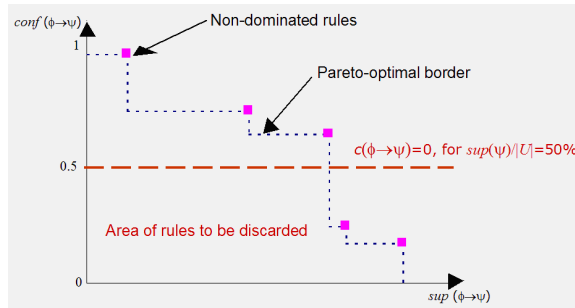 conf (ϕ→ψ)
Non-dominated rules
1
Pareto-optimal border
c(ϕ→ψ)=0, for sup(ψ)/|U|=50%
0.5
Area of rules to be discarded
0
sup (ϕ→ψ)